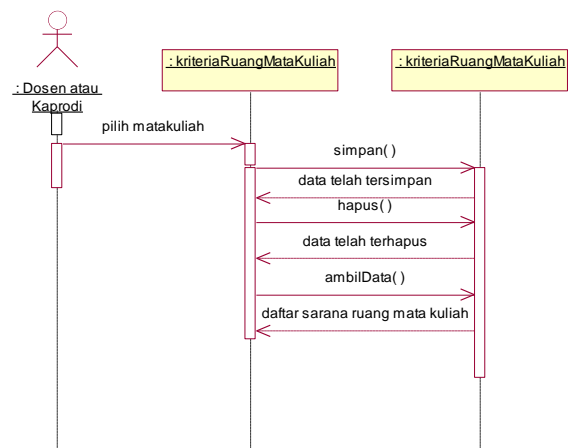 : Dosen atau
Kaprodi
: kriteriaRuangMataKuliah
: kriteriaRuangMataKuliah
pilih matakuliah
simpan( )
data telah tersimpan
hapus( )
data telah terhapus
ambilData( )
daftar sarana ruang mata kuliah